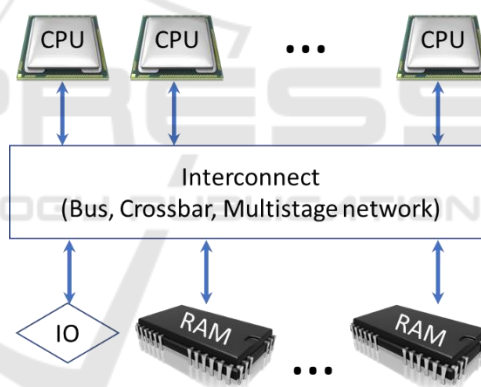 CPU
CPU
...
CPU
Interconnect
(Bus, Crossbar, Multistage network)
IO
RAM
...
RAM